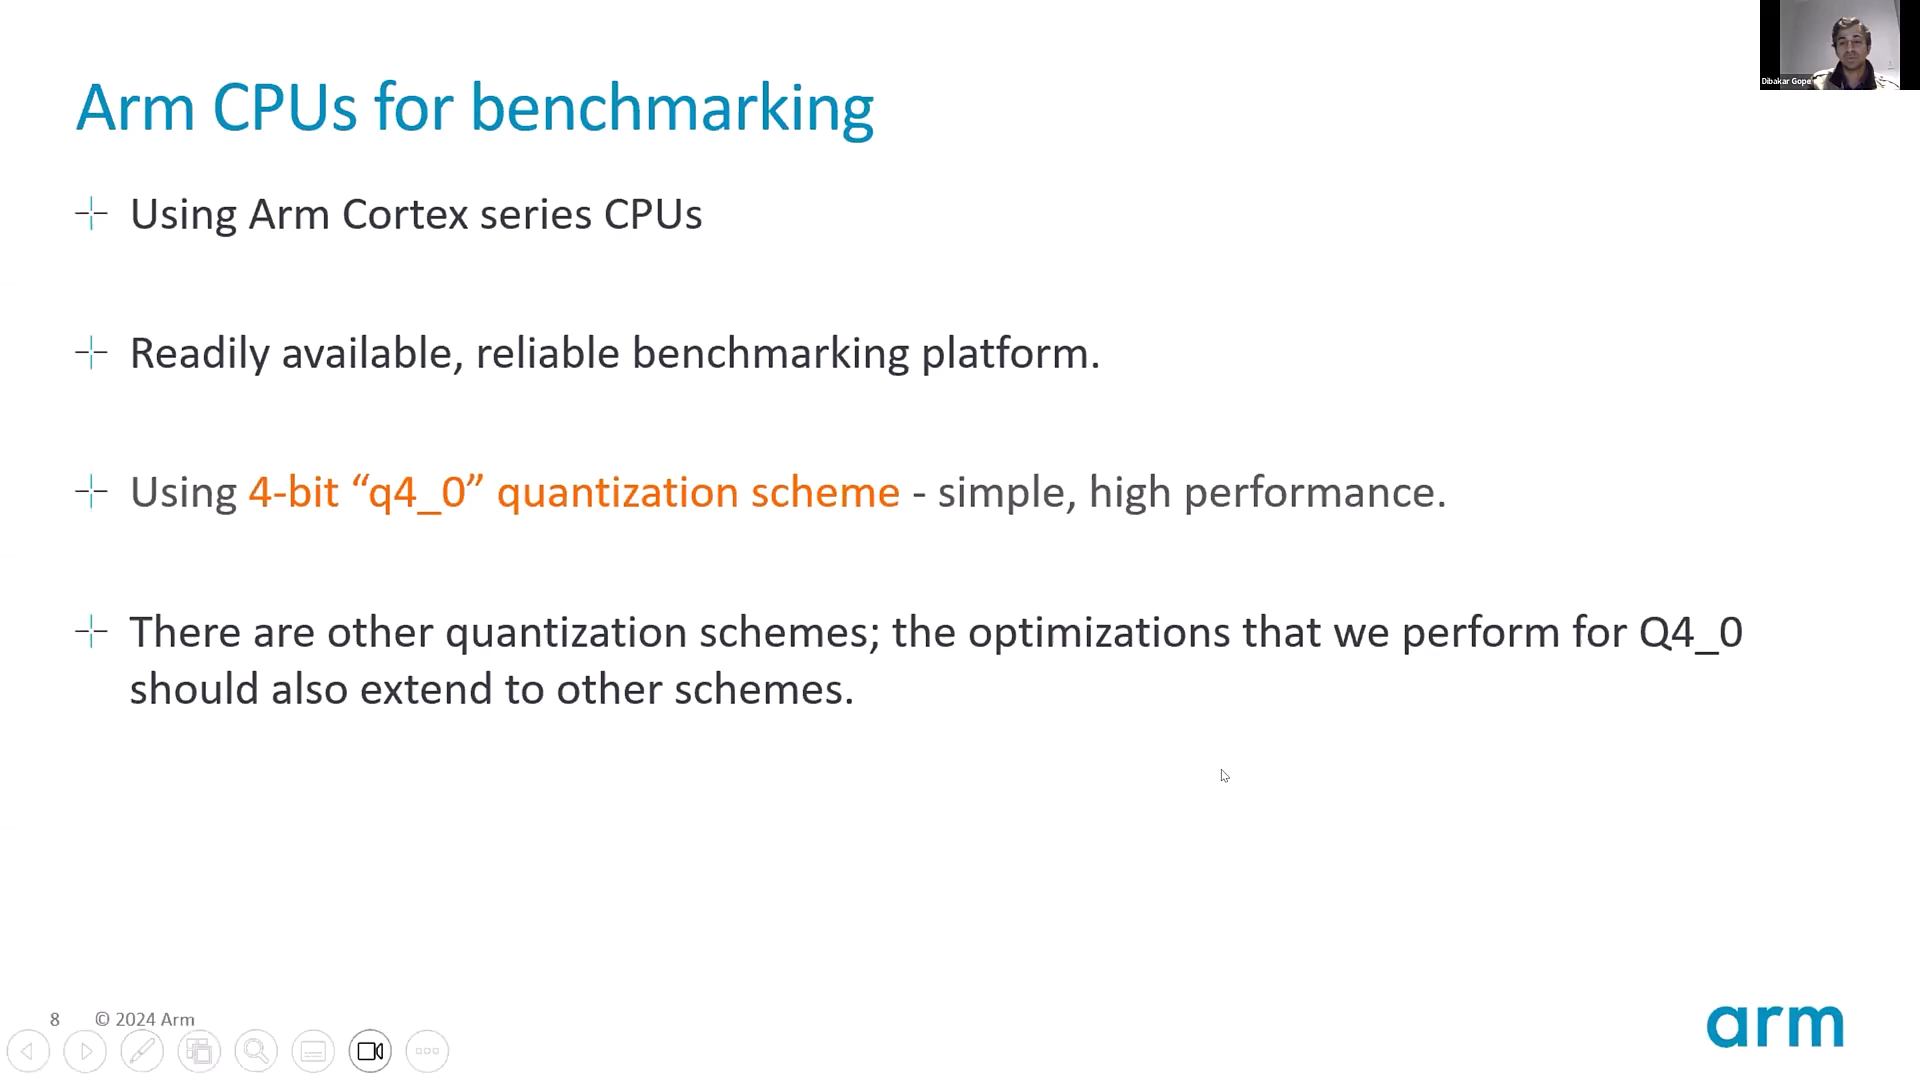 Dibakar Gope
Arm CPUs for benchmarking
Using Arm Cortex series CPUs
Readily available, reliable benchmarking platform.
Using 4-bit “q4_0” quantization scheme - simple, high performance.
There are other quantization schemes; the optimizations that we perform for Q4_0
should also extend to other schemes.
8 © 2024 Arm
arm